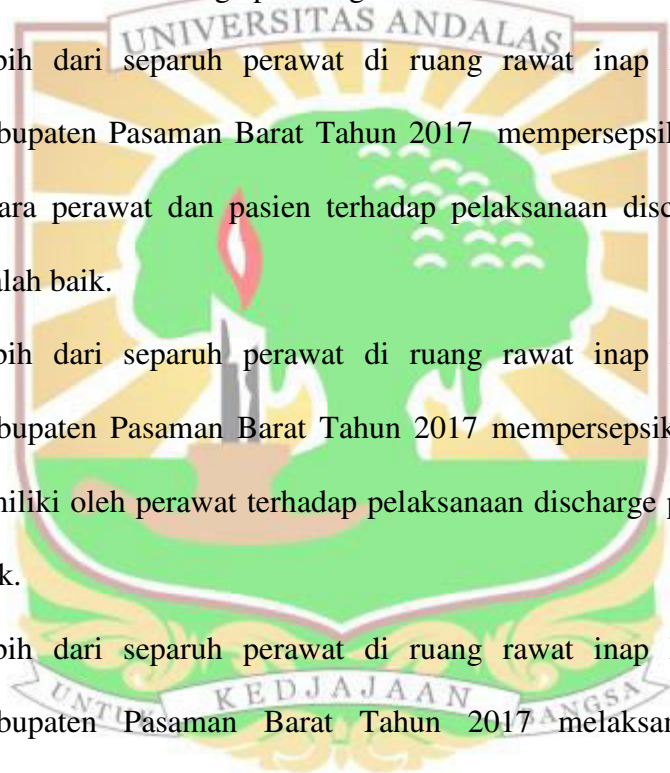 UNIVERSITAS ANDALAS
bih dari separuh perawat di ruang rawat inap
bupaten Pasaman Barat Tahun 2017 mempersepsik
ara perawat dan pasien terhadap pelaksanaan disc
alah baik.
bih dari separuh perawat di ruang rawat inap
bupaten Pasaman Barat Tahun 2017 mempersepsik
miliki oleh perawat terhadap pelaksanaan discharge p
k.
bih dari separuh perawat di ruang rawat inap
UNTUK KEDJAJAAN BANGSA
bupaten Pasaman Barat Tahun 2017 melaksan